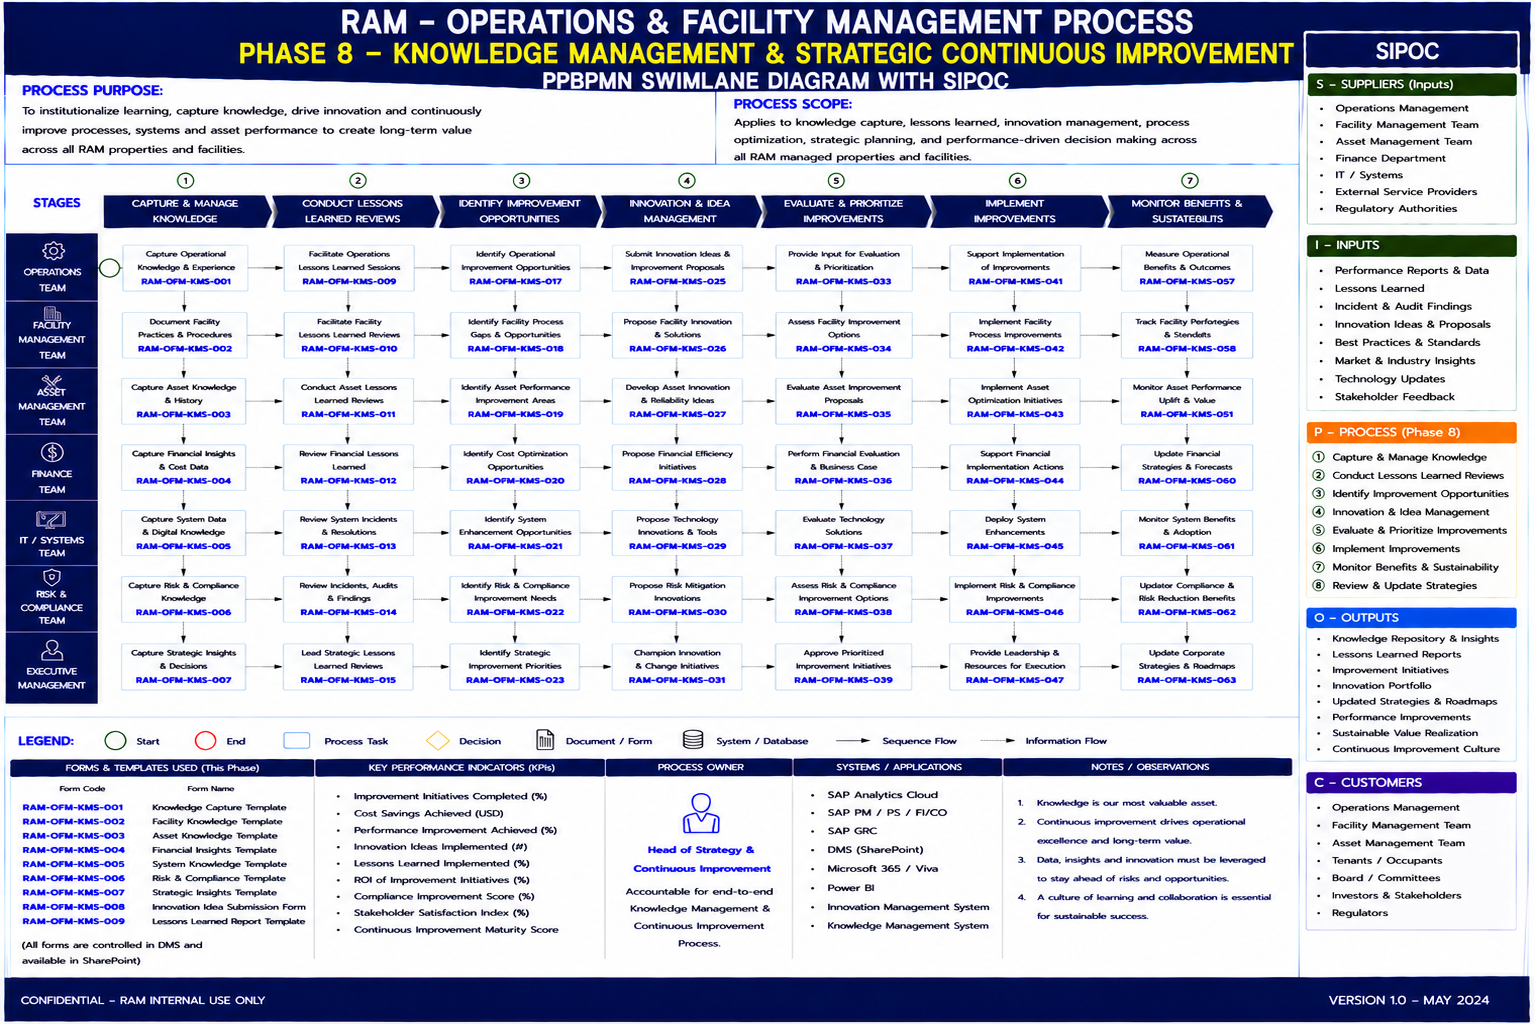 RAM – OPERATIONS & FACILITY MANAGEMENT PROCESS
PHASE 8 – KNOWLEDGE MANAGEMENT & STRATEGIC CONTINUOUS IMPROVEMENT
PPBPMN SWIMLANE DIAGRAM WITH SIPOC
PROCESS PURPOSE:
To institutionalize learning, capture knowledge, drive innovation and continuously
improve processes, systems and asset performance to create long-term value
across all RAM properties and facilities.
PROCESS SCOPE:
Applies to knowledge capture, lessons learned, innovation management, process
optimization, strategic planning, and performance-driven decision making across
all RAM managed properties and facilities.
STAGES
1
CAPTURE & MANAGE
KNOWLEDGE
2
CONDUCT LESSONS
LEARNED REVIEWS
3
IDENTIFY IMPROVEMENT
OPPORTUNITIES
4
INNOVATION & IDEA
MANAGEMENT
5
EVALUATE & PRIORITIZE
IMPROVEMENTS
6
IMPLEMENT
IMPROVEMENTS
7
MONITOR BENEFITS &
SUSTATEBILITS
OPERATIONS
TEAM
Capture Operational
Knowledge & Experience
RAM-OFM-KMS-001
Facilitate Operations
Lessons Learned Sessions
RAM-OFM-KMS-009
Identify Operational
Improvement Opportunities
RAM-OFM-KMS-017
Submit Innovation Ideas &
Improvement Proposals
RAM-OFM-KMS-025
Provide Input for Evaluation
& Prioritization
RAM-OFM-KMS-033
Support Implementation
of Improvements
RAM-OFM-KMS-041
Measure Operational
Benefits & Outcomes
RAM-OFM-KMS-057
FACILITY
MANAGEMENT
TEAM
Document Facility
Practices & Procedures
RAM-OFM-KMS-002
Facilitate Facility
Lessons Learned Reviews
RAM-OFM-KMS-010
Identify Facility Process
Gaps & Opportunities
RAM-OFM-KMS-018
Propose Facility Innovation
& Solutions
RAM-OFM-KMS-026
Assess Facility Improvement
Options
RAM-OFM-KMS-034
Implement Facility
Process Improvements
RAM-OFM-KMS-042
Track Facility Perfortegies
& Standats
RAM-OFM-KMS-058
ASSET
MANAGEMENT
TEAM
Capture Asset Knowledge
& History
RAM-OFM-KMS-003
Conduct Asset Lessons
Learned Reviews
RAM-OFM-KMS-011
Identify Asset Performance
Improvement Areas
RAM-OFM-KMS-019
Develop Asset Innovation
& Reliability Ideas
RAM-OFM-KMS-027
Evaluate Asset Improvement
Proposals
RAM-OFM-KMS-035
Implement Asset
Optimization Initiatives
RAM-OFM-KMS-043
Monitor Asset Performance
Uplift & Value
RAM-OFM-KMS-051
FINANCE
TEAM
Capture Financial Insights
& Cost Data
RAM-OFM-KMS-004
Review Financial Lessons
Learned
RAM-OFM-KMS-012
Identify Cost Optimization
Opportunities
RAM-OFM-KMS-020
Propose Financial Efficiency
Initiatives
RAM-OFM-KMS-028
Perform Financial Evaluation
& Business Case
RAM-OFM-KMS-036
Support Financial
Implementation Actions
RAM-OFM-KMS-044
Update Financial
Strategies & Forecasts
RAM-OFM-KMS-060
IT / SYSTEMS
TEAM
Capture System Data
& Digital Knowledge
RAM-OFM-KMS-005
Review System Incidents
& Resolutions
RAM-OFM-KMS-013
Identify System
Enhancement Opportunities
RAM-OFM-KMS-021
Propose Technology
Innovations & Tools
RAM-OFM-KMS-029
Evaluate Technology
Solutions
RAM-OFM-KMS-037
Deploy System
Enhancements
RAM-OFM-KMS-045
Monitor System Benefits
& Adoption
RAM-OFM-KMS-061
RISK &
COMPLIANCE
TEAM
Capture Risk & Compliance
Knowledge
RAM-OFM-KMS-006
Review Incidents, Audits
& Findings
RAM-OFM-KMS-014
Identify Risk & Compliance
Improvement Needs
RAM-OFM-KMS-022
Propose Risk Mitigation
Innovations
RAM-OFM-KMS-030
Assess Risk & Compliance
Improvement Options
RAM-OFM-KMS-038
Implement Risk & Compliance
Improvements
RAM-OFM-KMS-046
Updator Compliance &
Risk Reduction Benefits
RAM-OFM-KMS-062
EXECUTIVE
MANAGEMENT
Capture Strategic Insights
& Decisions
RAM-OFM-KMS-007
Lead Strategic Lessons
Learned Reviews
RAM-OFM-KMS-015
Identify Strategic
Improvement Priorities
RAM-OFM-KMS-023
Champion Innovation
& Change Initiatives
RAM-OFM-KMS-031
Approve Prioritized
Improvement Initiatives
RAM-OFM-KMS-039
Provide Leadership &
Resources for Execution
RAM-OFM-KMS-047
Update Corporate
Strategies & Roadmaps
RAM-OFM-KMS-063
LEGEND:
Start
End
Process Task
Decision
Document / Form
System / Database
Sequence Flow
Information Flow
FORMS & TEMPLATES USED (This Phase)
Form Code Form Name
RAM-OFM-KMS-001 Knowledge Capture Template
RAM-OFM-KMS-002 Facility Knowledge Template
RAM-OFM-KMS-003 Asset Knowledge Template
RAM-OFM-KMS-004 Financial Insights Template
RAM-OFM-KMS-005 System Knowledge Template
RAM-OFM-KMS-006 Risk & Compliance Template
RAM-OFM-KMS-007 Strategic Insights Template
RAM-OFM-KMS-008 Innovation Idea Submission Form
RAM-OFM-KMS-009 Lessons Learned Report Template
(All forms are controlled in DMS and
available in SharePoint)
KEY PERFORMANCE INDICATORS (KPIs)
• Improvement Initiatives Completed (%)
• Cost Savings Achieved (USD)
• Performance Improvement Achieved (%)
• Innovation Ideas Implemented (#)
• Lessons Learned Implemented (%)
• ROI of Improvement Initiatives (%)
• Compliance Improvement Score (%)
• Stakeholder Satisfaction Index (%)
• Continuous Improvement Maturity Score
PROCESS OWNER
Head of Strategy &
Continuous Improvement
Accountable for end-to-end
Knowledge Management &
Continuous Improvement
Process.
SYSTEMS / APPLICATIONS
• SAP Analytics Cloud
• SAP PM / PS / FI/CO
• SAP GRC
• DMS (SharePoint)
• Microsoft 365 / Viva
• Power BI
• Innovation Management System
• Knowledge Management System
NOTES / OBSERVATIONS
1. Knowledge is our most valuable asset.
2. Continuous improvement drives operational
excellence and long-term value.
3. Data, insights and innovation must be leveraged
to stay ahead of risks and opportunities.
4. A culture of learning and collaboration is essential
for sustainable success.
SIPOC
S – SUPPLIERS (Inputs)
• Operations Management
• Facility Management Team
• Asset Management Team
• Finance Department
• IT / Systems
• External Service Providers
• Regulatory Authorities
I – INPUTS
• Performance Reports & Data
• Lessons Learned
• Incident & Audit Findings
• Innovation Ideas & Proposals
• Best Practices & Standards
• Market & Industry Insights
• Technology Updates
• Stakeholder Feedback
P – PROCESS (Phase 8)
1 Capture & Manage Knowledge
2 Conduct Lessons Learned Reviews
3 Identify Improvement Opportunities
4 Innovation & Idea Management
5 Evaluate & Prioritize Improvements
6 Implement Improvements
7 Monitor Benefits & Sustainability
8 Review & Update Strategies
O – OUTPUTS
• Knowledge Repository & Insights
• Lessons Learned Reports
• Improvement Initiatives
• Innovation Portfolio
• Updated Strategies & Roadmaps
• Performance Improvements
• Sustainable Value Realization
• Continuous Improvement Culture
C – CUSTOMERS
• Operations Management
• Facility Management Team
• Asset Management Team
• Tenants / Occupants
• Board / Committees
• Investors & Stakeholders
• Regulators
CONFIDENTIAL – RAM INTERNAL USE ONLY
VERSION 1.0 – MAY 2024